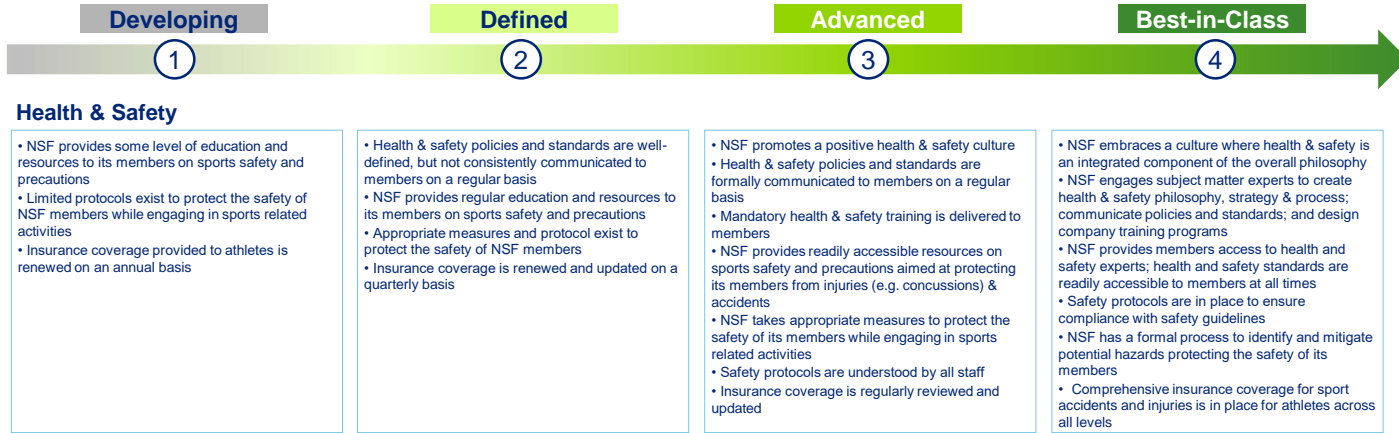 Developing
Defined
Advanced
Best-in-Class
1
2
3
4
Health & Safety
• NSF provides some level of education and
resources to its members on sports safety and
precautions
• Limited protocols exist to protect the safety of
NSF members while engaging in sports related
activities
• Insurance coverage provided to athletes is
renewed on an annual basis
• Health & safety policies and standards are well-
defined, but not consistently communicated to
members on a regular basis
• NSF provides regular education and resources to
its members on sports safety and precautions
• Appropriate measures and protocol exist to
protect the safety of NSF members
• Insurance coverage is renewed and updated on a
quarterly basis
• NSF promotes a positive health & safety culture
• Health & safety policies and standards are
formally communicated to members on a regular
basis
• Mandatory health & safety training is delivered to
members
• NSF provides readily accessible resources on
sports safety and precautions aimed at protecting
its members from injuries (e.g. concussions) &
accidents
• NSF takes appropriate measures to protect the
safety of its members while engaging in sports
related activities
• Safety protocols are understood by all staff
• Insurance coverage is regularly reviewed and
updated
• NSF embraces a culture where health & safety is
an integrated component of the overall philosophy
• NSF engages subject matter experts to create
health & safety philosophy, strategy & process;
communicate policies and standards; and design
company training programs
• NSF provides members access to health and
safety experts; health and safety standards are
readily accessible to members at all times
• Safety protocols are in place to ensure
compliance with safety guidelines
• NSF has a formal process to identify and mitigate
potential hazards protecting the safety of its
members
• Comprehensive insurance coverage for sport
accidents and injuries is in place for athletes across
all levels